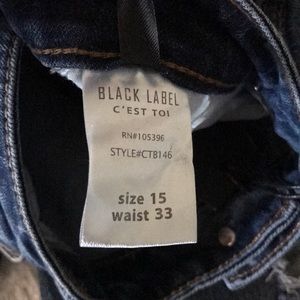 BLACK LABEL
C'EST TOI
RN#105396
STYLE#CT8146
size 15
waist 33